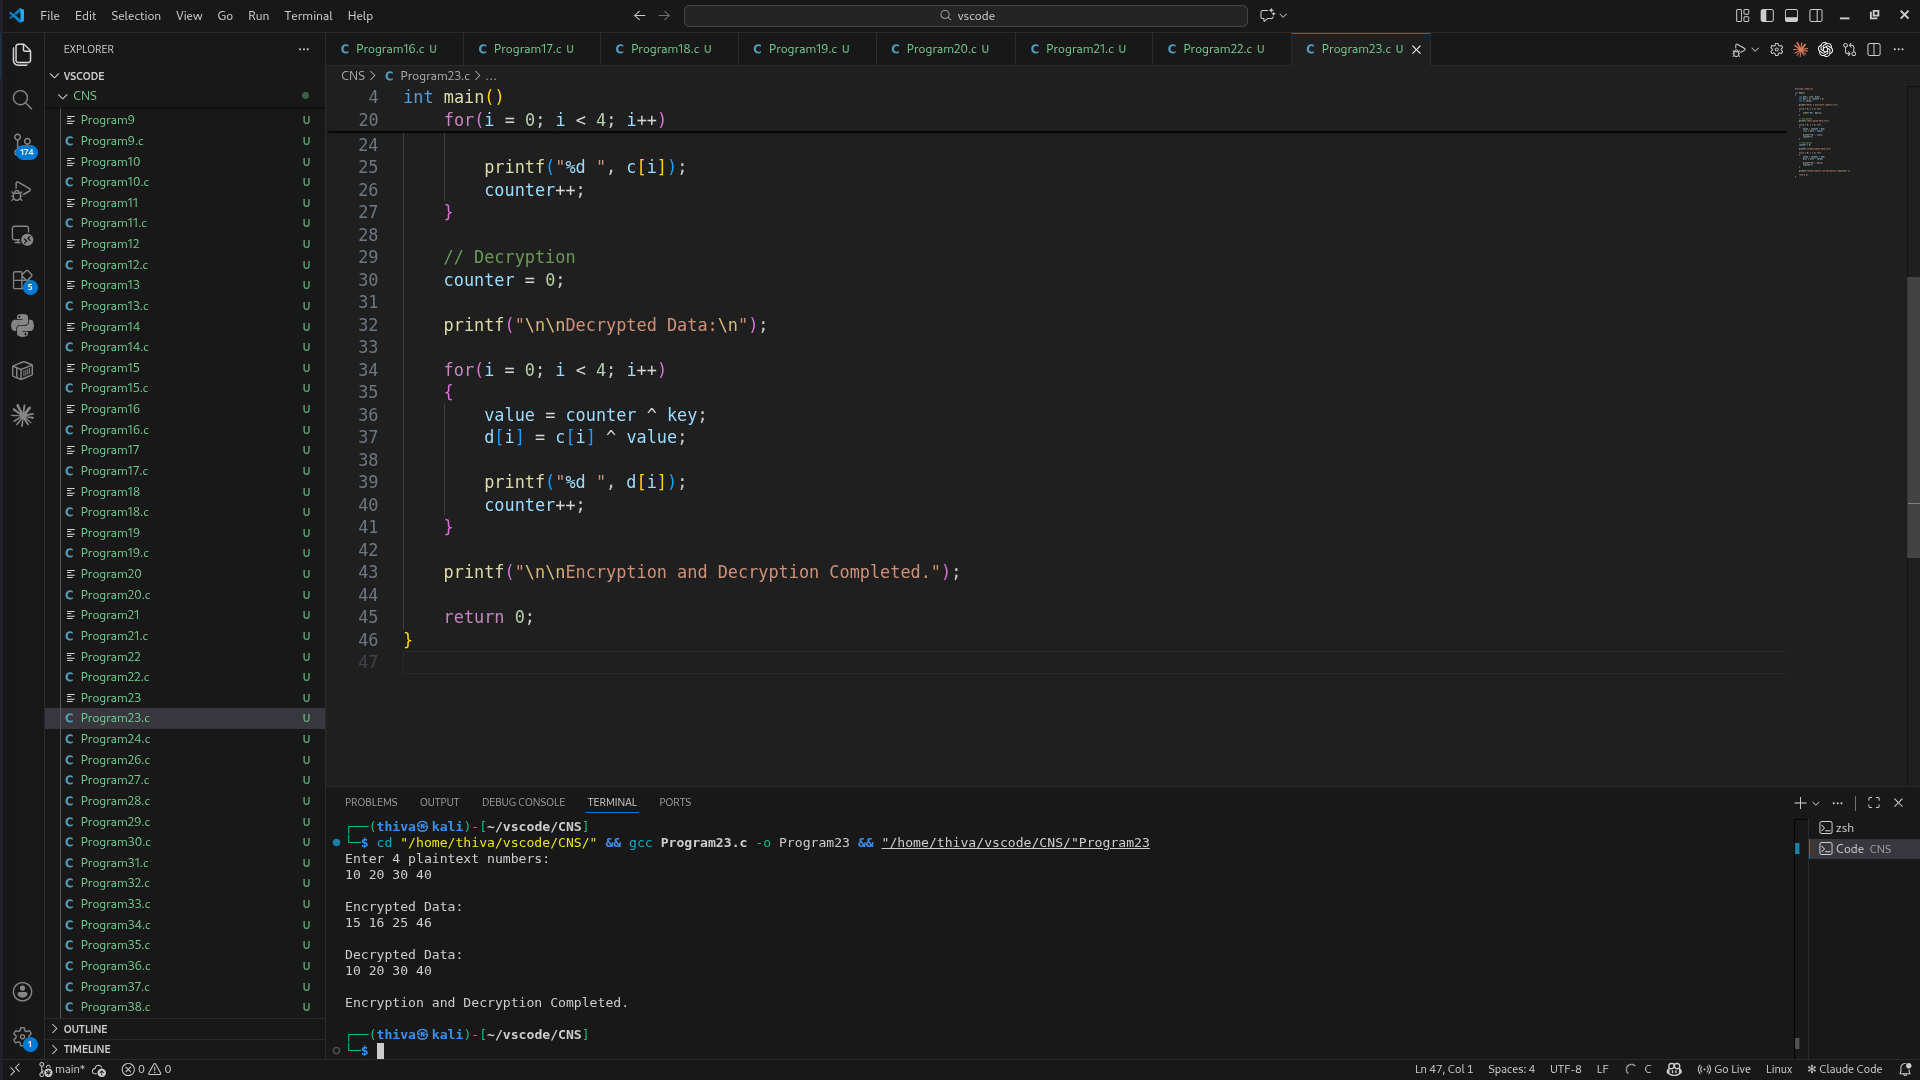 File Edit Selection View Go Run Terminal Help
vscode
EXPLORER
VSCODE
CNS
Program9 U
Program9.c U
Program10 U
Program10.c U
Program11 U
Program11.c U
Program12 U
Program12.c U
Program13 U
Program13.c U
Program14 U
Program14.c U
Program15 U
Program15.c U
Program16 U
Program16.c U
Program17 U
Program17.c U
Program18 U
Program18.c U
Program19 U
Program19.c U
Program20 U
Program20.c U
Program21 U
Program21.c U
Program22 U
Program22.c U
Program23 U
Program23.c U
Program24.c U
Program26.c U
Program27.c U
Program28.c U
Program29.c U
Program30.c U
Program31.c U
Program32.c U
Program33.c U
Program34.c U
Program35.c U
Program36.c U
Program37.c U
Program38.c U
OUTLINE
TIMELINE
174
5
1
C Program16.c U C Program17.c U C Program18.c U C Program19.c U C Program20.c U C Program21.c U C Program22.c U C Program23.c U
CNS > C Program23.c > ...
4 int main()
20 for(i = 0; i < 4; i++)
24
25 printf("%d ", c[i]);
26 counter++;
27 }
28
29 // Decryption
30 counter = 0;
31
32 printf("\n\nDecrypted Data:\n");
33
34 for(i = 0; i < 4; i++)
35 {
36 value = counter ^ key;
37 d[i] = c[i] ^ value;
38
39 printf("%d ", d[i]);
40 counter++;
41 }
42
43 printf("\n\nEncryption and Decryption Completed.");
44
45 return 0;
46 }
47
PROBLEMS OUTPUT DEBUG CONSOLE TERMINAL PORTS
┌──(thiva㉿kali)-[~/vscode/CNS]
└─$ cd "/home/thiva/vscode/CNS/" && gcc Program23.c -o Program23 && "/home/thiva/vscode/CNS/"Program23
Enter 4 plaintext numbers:
10 20 30 40
Encrypted Data:
15 16 25 46
Decrypted Data:
10 20 30 40
Encryption and Decryption Completed.
┌──(thiva㉿kali)-[~/vscode/CNS]
└─$
zsh
Code CNS
main* 0 0
Ln 47, Col 1 Spaces: 4 UTF-8 LF C Go Live Linux Claude Code